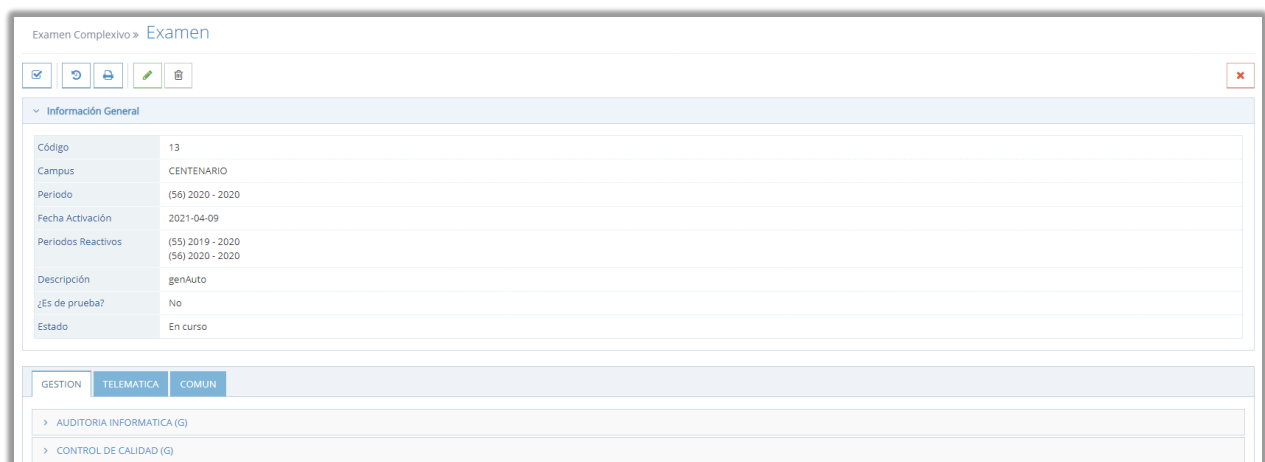 Examen Complexivo » Examen
Información General
Código 13
Campus CENTENARIO
Periodo (56) 2020 - 2020
Fecha Activación 2021-04-09
Periodos Reactivos (55) 2019 - 2020
(56) 2020 - 2020
Descripción genAuto
¿Es de prueba? No
Estado En curso
GESTION TELEMATICA COMUN
AUDITORIA INFORMATICA (G)
CONTROL DE CALIDAD (G)